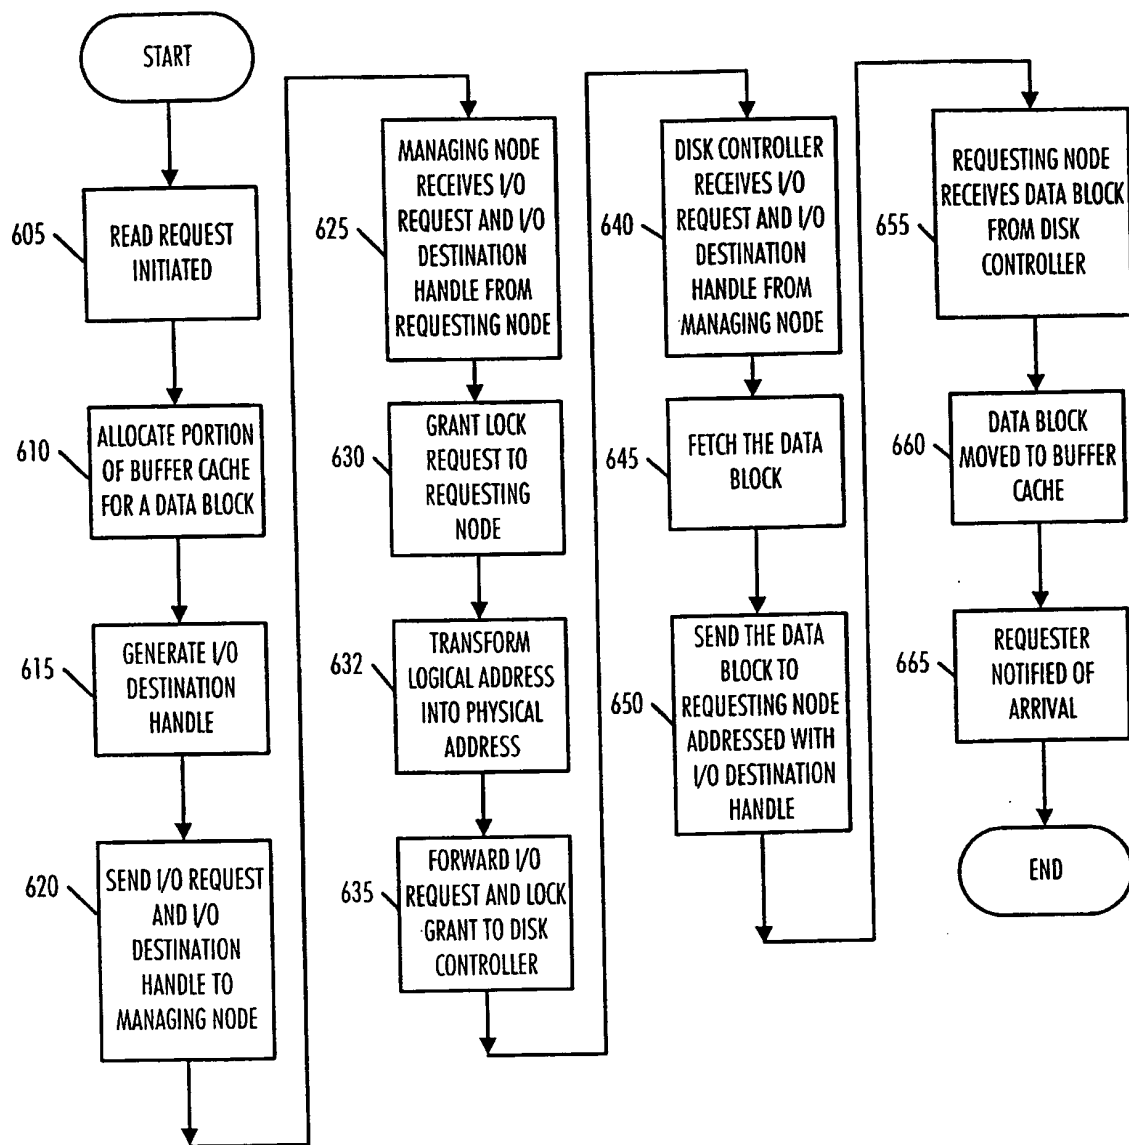 START
605
READ REQUEST
INITIATED
610
ALLOCATE PORTION
OF BUFFER CACHE
FOR A DATA BLOCK
615
GENERATE I/O
DESTINATION
HANDLE
620
SEND I/O REQUEST
AND I/O
DESTINATION
HANDLE TO
MANAGING NODE
625
MANAGING NODE
RECEIVES I/O
REQUEST AND I/O
DESTINATION
HANDLE FROM
REQUESTING NODE
630
GRANT LOCK
REQUEST TO
REQUESTING
NODE
632
TRANSFORM
LOGICAL ADDRESS
INTO PHYSICAL
ADDRESS
635
FORWARD I/O
REQUEST AND LOCK
GRANT TO DISK
CONTROLLER
640
DISK CONTROLLER
RECEIVES I/O
REQUEST AND I/O
DESTINATION
HANDLE FROM
MANAGING NODE
645
FETCH THE DATA
BLOCK
650
SEND THE DATA
BLOCK TO
REQUESTING NODE
ADDRESSED WITH
I/O DESTINATION
HANDLE
655
REQUESTING NODE
RECEIVES DATA BLOCK
FROM DISK
CONTROLLER
660
DATA BLOCK
MOVED TO BUFFER
CACHE
665
REQUESTER
NOTIFIED OF
ARRIVAL
END